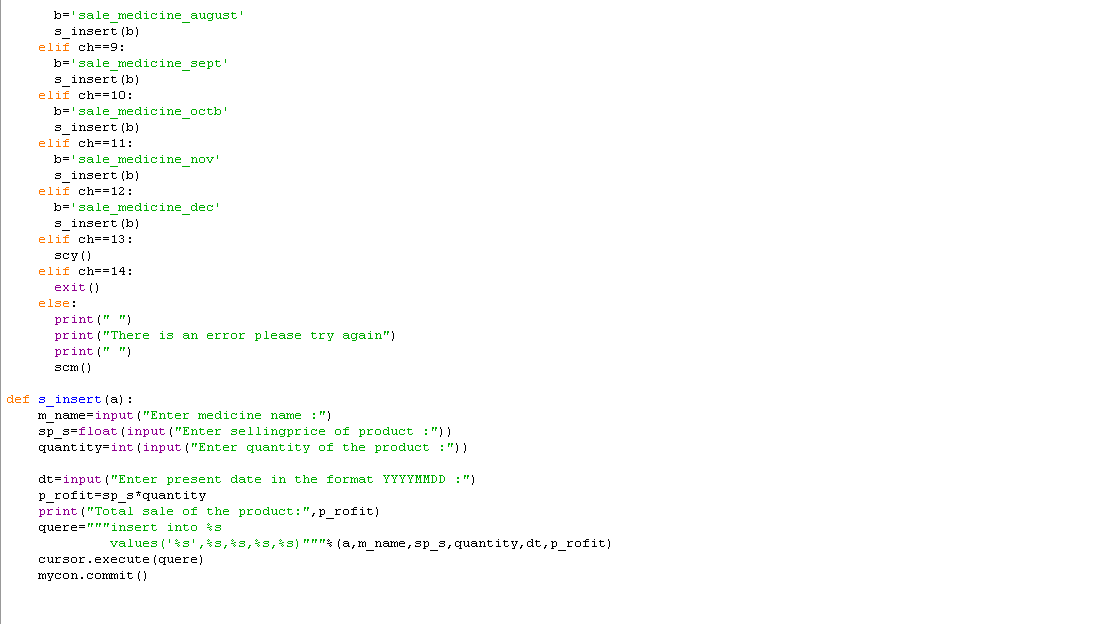 b='sale_medicine_august'
s_insert(b)
elif ch==9:
b='sale_medicine_sept'
s_insert(b)
elif ch==10:
b='sale_medicine_octb'
s_insert(b)
elif ch==11:
b='sale_medicine_nov'
s_insert(b)
elif ch==12:
b='sale_medicine_dec'
s_insert(b)
elif ch==13:
scy()
elif ch==14:
exit()
else:
print(" ")
print("There is an error please try again")
print(" ")
scm()
def s_insert(a):
m_name=input("Enter medicine name :")
sp_s=float(input("Enter sellingprice of product :"))
quantity=int(input("Enter quantity of the product :"))
dt=input("Enter present date in the format YYYYMMDD :")
p_rofit=sp_s*quantity
print("Total sale of the product:",p_rofit)
quere="""insert into %s
values('%s',%s,%s,%s,%s)"""%(a,m_name,sp_s,quantity,dt,p_rofit)
cursor.execute(quere)
mycon.commit()